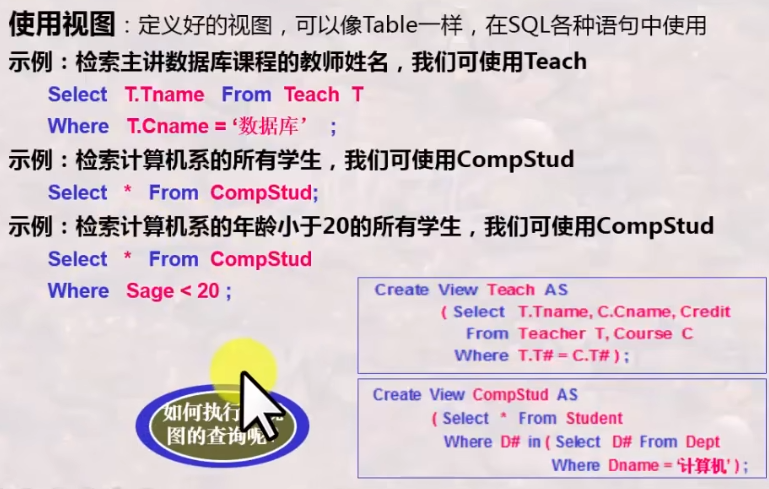 使用视图：定义好的视图，可以像Table一样，在SQL各种语句中使用
示例：检索主讲数据库课程的教师姓名，我们可使用Teach
Select T.Tname From Teach T
Where T.Cname = ‘数据库’ ;
示例：检索计算机系的所有学生，我们可使用CompStud
Select * From CompStud;
示例：检索计算机系的年龄小于20的所有学生，我们可使用CompStud
Select * From CompStud
Where Sage < 20 ;
Create View Teach AS
( Select T.Tname, C.Cname, Credit
From Teacher T, Course C
Where T.T# = C.T# ) ;
Create View CompStud AS
( Select * From Student
Where D# in ( Select D# From Dept
Where Dname = ‘计算机’ ) ;
如何执行
图的查询呢